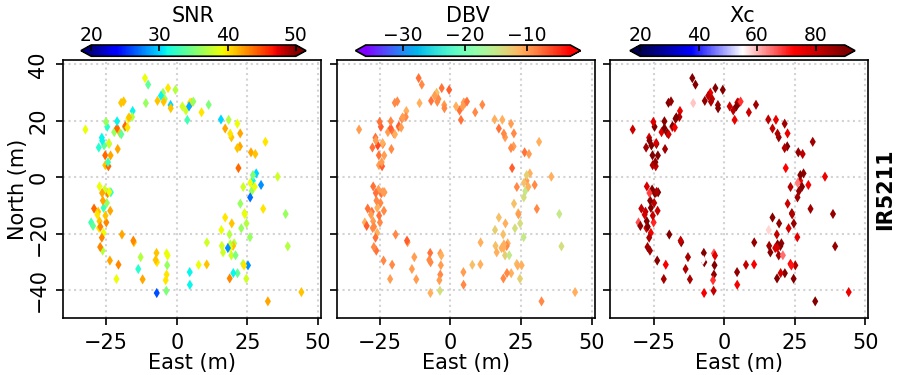 SNR DBV Xc
20 30 40 50 −30 −20 −10 20 40 60 80
40
20
0
−20
−40
North (m)
IR5211
−25 0 25 50 −25 0 25 50 −25 0 25 50
East (m) East (m) East (m)